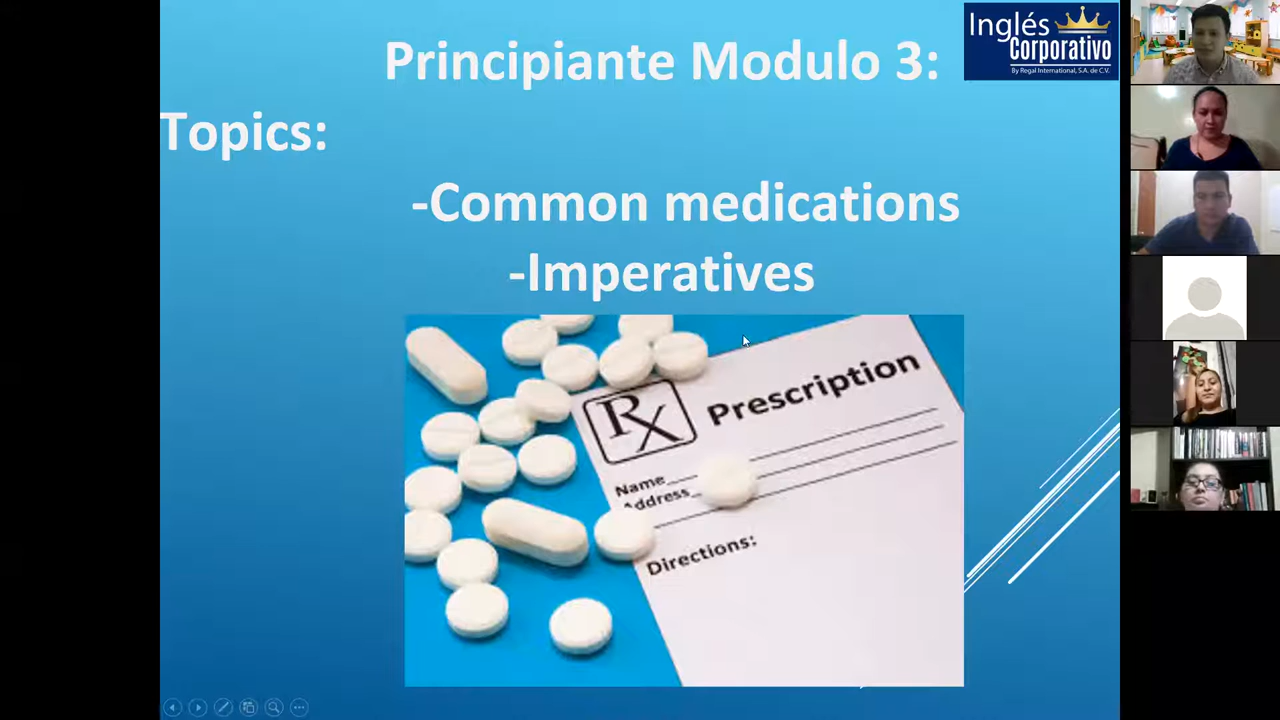 Principiante Modulo 3:
Inglés
Corporativo
By Regal International, S.A. de C.V.
Topics:
-Common medications
-Imperatives
Rx
Prescription
Name
Address
Directions: